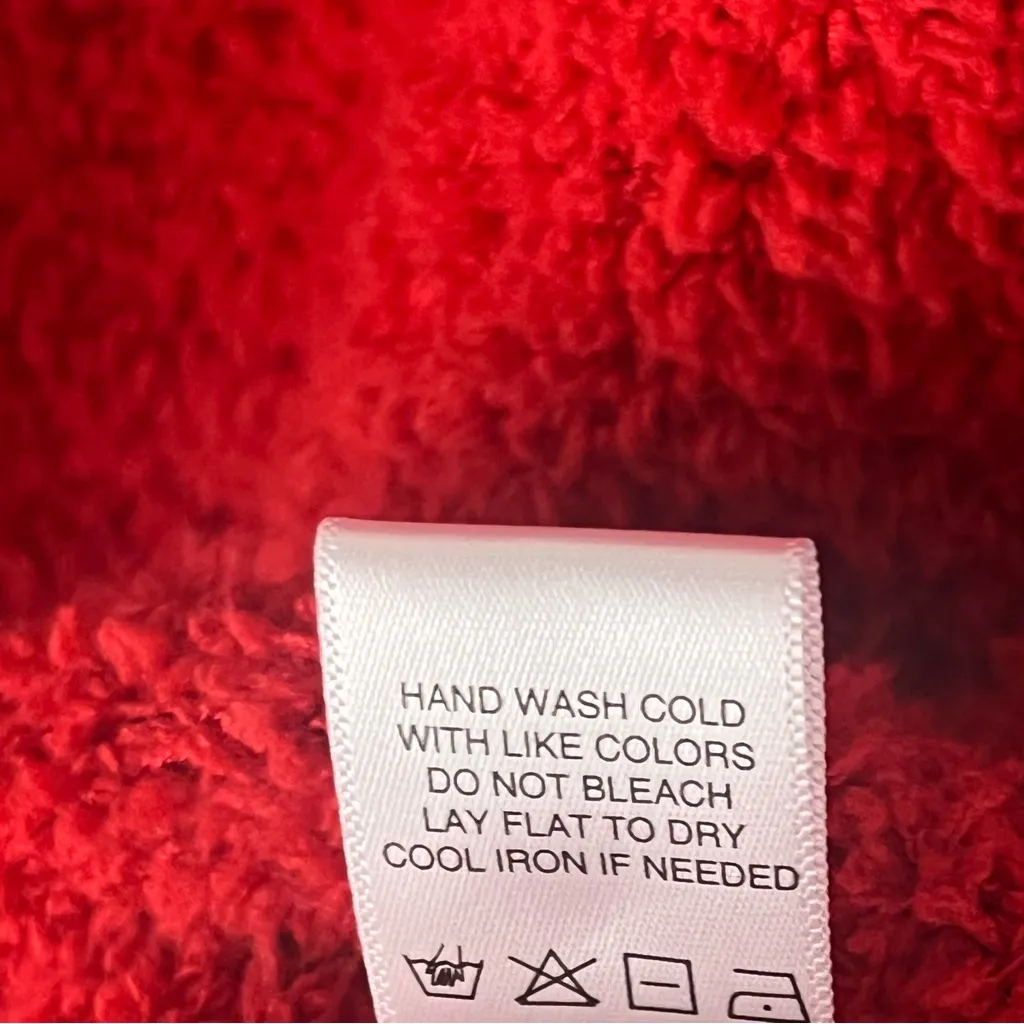 HAND WASH COLD
WITH LIKE COLORS
DO NOT BLEACH
LAY FLAT TO DRY
COOL IRON IF NEEDED